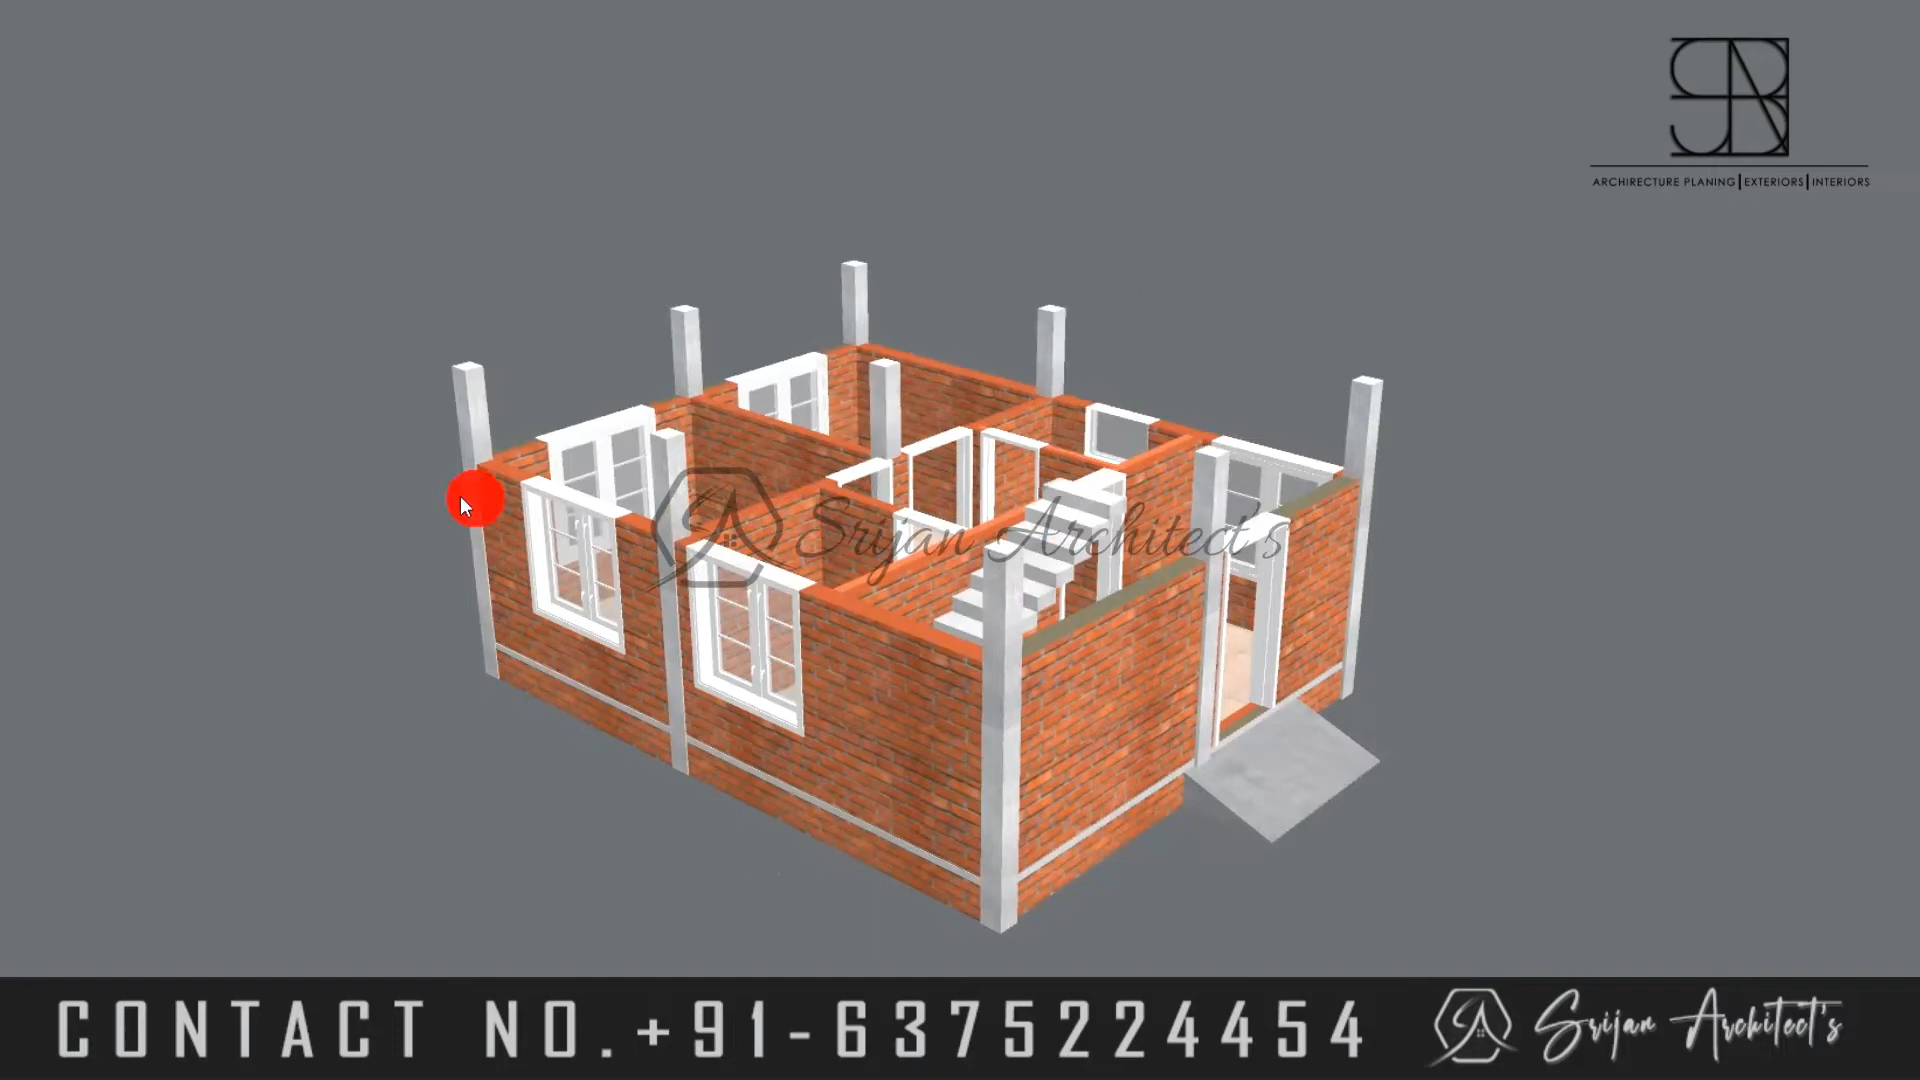 ARCHIRECTURE PLANING|EXTERIORS|INTERIORS
Srijan Architect's
CONTACT NO.+91-6375224454
Srijan Architect's